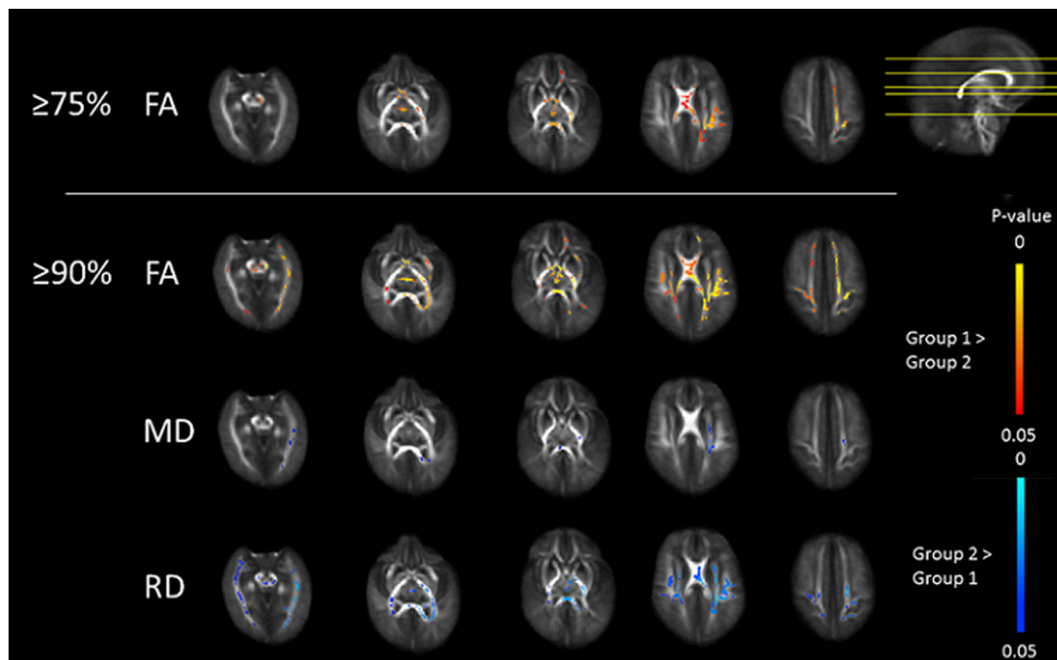 ≥75% FA
P-value
0
≥90% FA
Group 1 >
Group 2
MD
0.05
0
RD
Group 2 >
Group 1
0.05